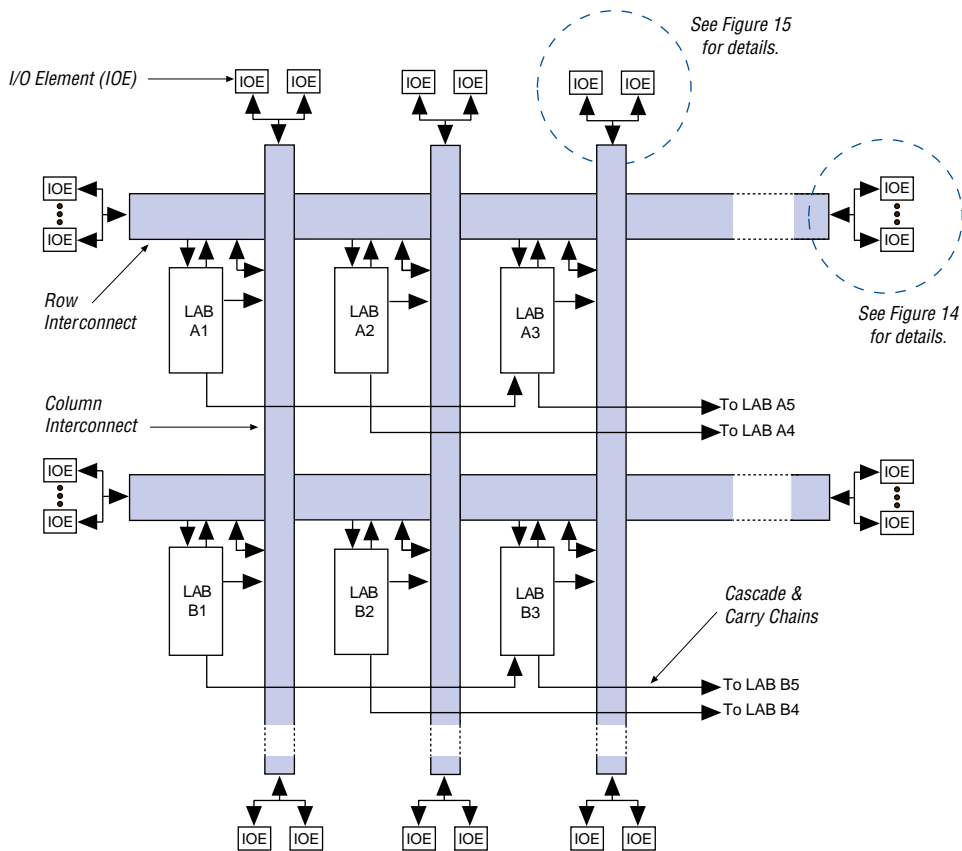 See Figure 15
for details.
I/O Element (IOE)
IOE IOE IOE IOE IOE IOE
IOE IOE
IOE IOE
Row
Interconnect
LAB
A1
LAB
A2
LAB
A3
See Figure 14
for details.
Column
Interconnect
To LAB A5
To LAB A4
IOE IOE
IOE IOE
LAB
B1
LAB
B2
LAB
B3
Cascade &
Carry Chains
To LAB B5
To LAB B4
IOE IOE IOE IOE IOE IOE